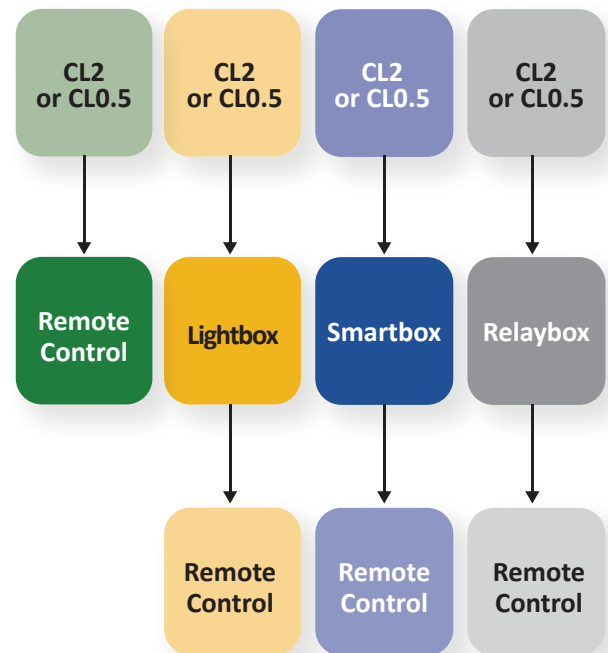 CL2
or CL0.5
CL2
or CL0.5
CL2
or CL0.5
CL2
or CL0.5
Remote
Control
Lightbox
Smartbox
Relaybox
Remote
Control
Remote
Control
Remote
Control